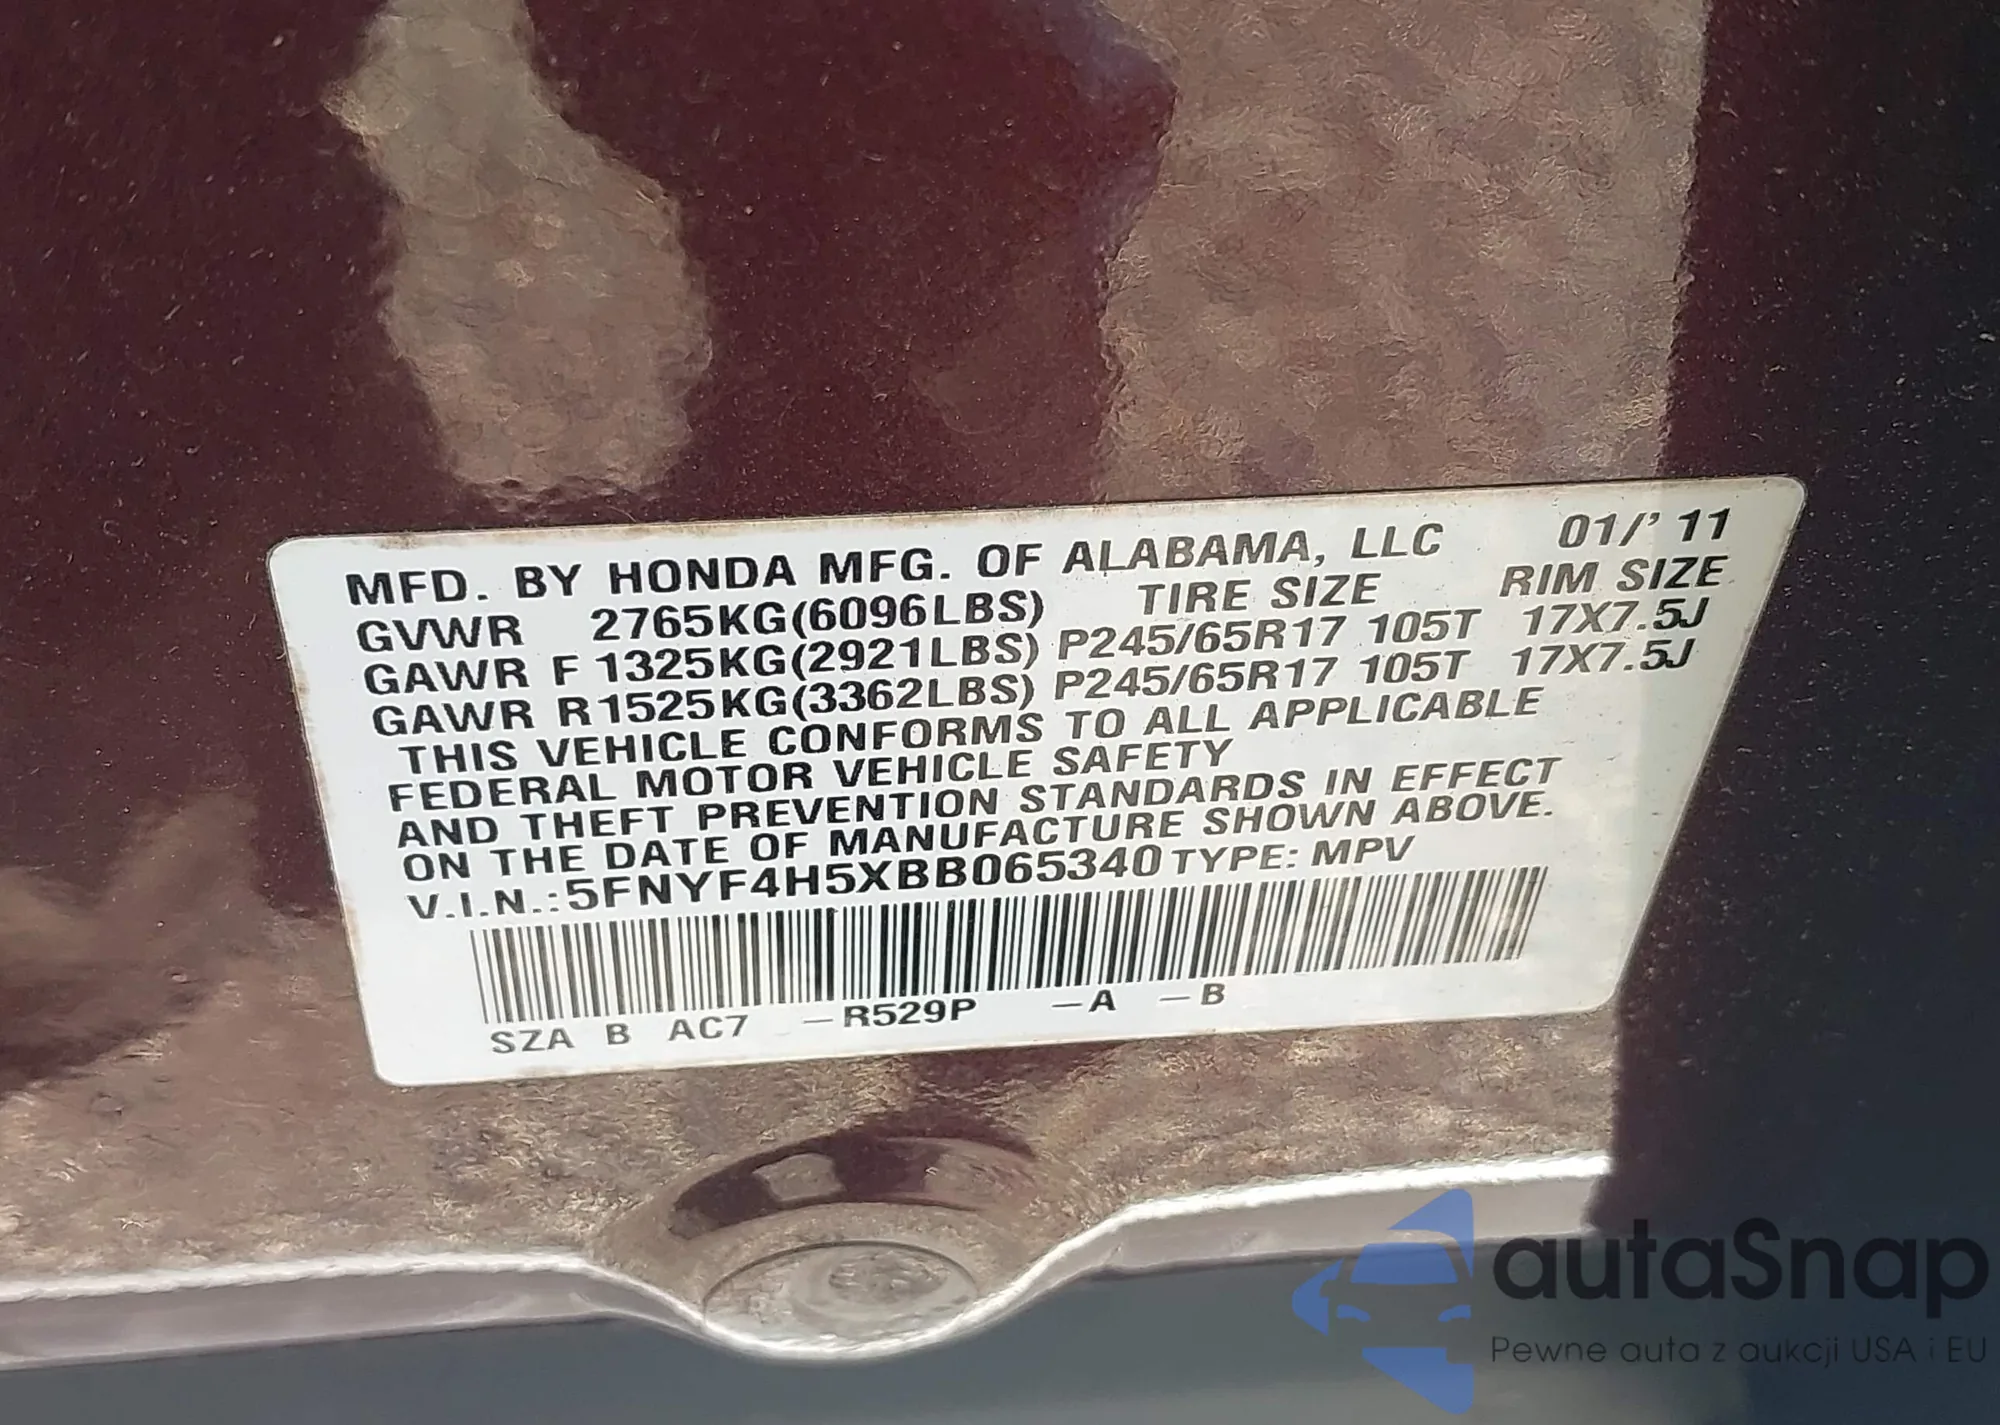 MFD. BY HONDA MFG. OF ALABAMA, LLC 01/'11
GVWR 2765KG(6096LBS) TIRE SIZE RIM SIZE
GAWR F 1325KG(2921LBS) P245/65R17 105T 17X7.5J
GAWR R 1525KG(3362LBS) P245/65R17 105T 17X7.5J
THIS VEHICLE CONFORMS TO ALL APPLICABLE
FEDERAL MOTOR VEHICLE SAFETY
AND THEFT PREVENTION STANDARDS IN EFFECT
ON THE DATE OF MANUFACTURE SHOWN ABOVE.
V.I.N.:5FNYF4H5XBB065340 TYPE: MPV
SZA B AC7 –R529P –A –B
autaSnap
Pewne auta z aukcji USA i EU